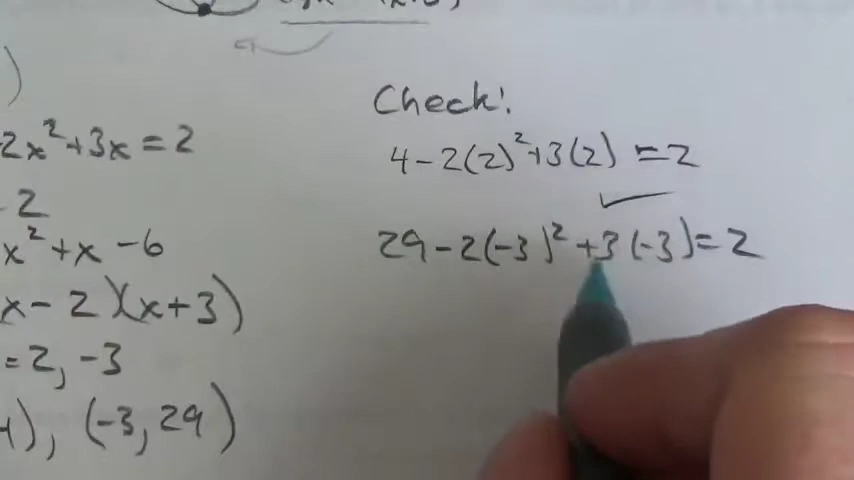 )
2x²+3x=2
2
x²+x-6
x-2)(x+3)
=2,-3
), (-3,29)
Check!
4-2(2)²+3(2)=2
✓
29-2(-3)²+3(-3)=2